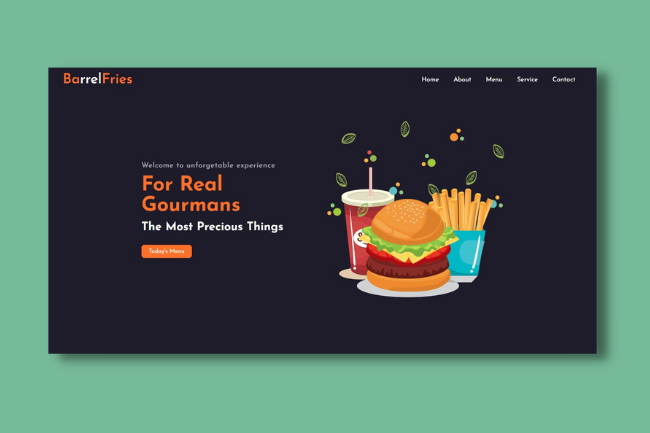 BarrelFries
Home About Menu Service Contact
Welcome to unforgetable experience
For Real
Gourmans
The Most Precious Things
Today's Menu